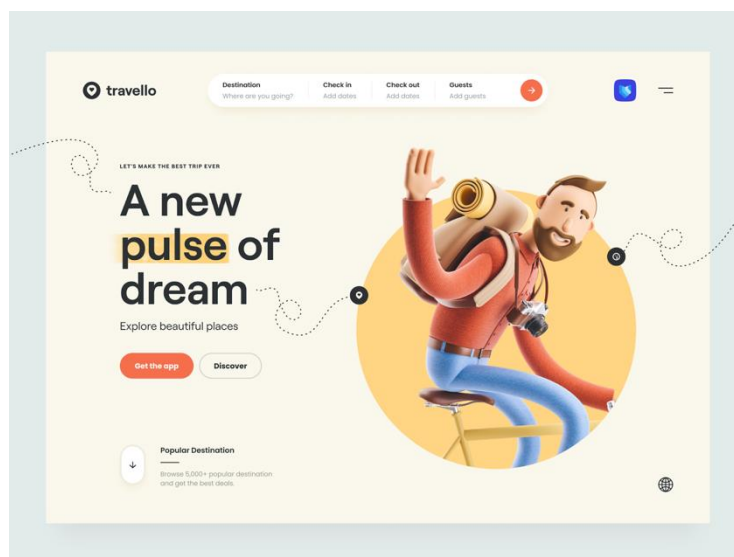 travello
Destination
Where are you going?
Check in
Add dates
Check out
Add dates
Guests
Add guests
LET'S MAKE THE BEST TRIP EVER
A new
pulse of
dream
Explore beautiful places
Get the app
Discover
Popular Destination
Browse 5,000+ popular destination
and get the best deals